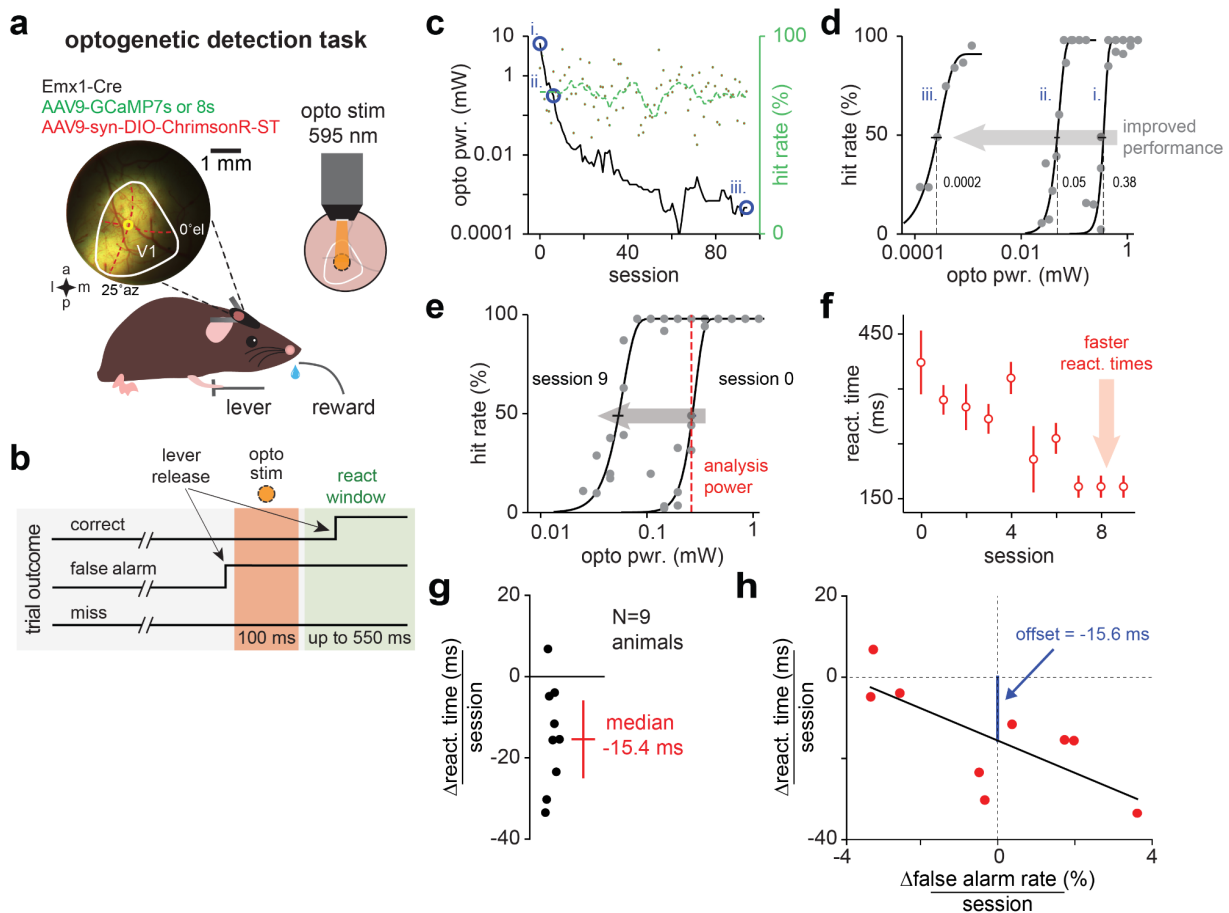 a
optogenetic detection task
Emx1-Cre
AAV9-GCaMP7s or 8s
AAV9-syn-DIO-ChrimsonR-ST
1 mm
opto stim
595 nm
0˚el
V1
25˚az
a
l m
p
lever
reward
b
lever
release
opto
stim
react
window
trial outcome
correct
false alarm
miss
100 ms
up to 550 ms
c
i.
ii.
iii.
10
1
0.01
0.0001
opto pwr. (mW)
100
0
hit rate (%)
0 40 80
session
d
100
50
0
hit rate (%)
iii.
ii.
i.
improved
performance
0.0002
0.05
0.38
0.0001 0.01 1
opto pwr. (mW)
e
100
50
0
hit rate (%)
session 9
session 0
analysis
power
0.01 0.1 1
opto pwr. (mW)
f
450
150
react. time
(ms)
faster
react. times
0 4 8
session
g
20
0
-20
-40
Δreact. time (ms)
session
N=9
animals
median
-15.4 ms
h
20
0
-20
-40
Δreact. time (ms)
session
offset = -15.6 ms
-4 0 4
Δfalse alarm rate (%)
session